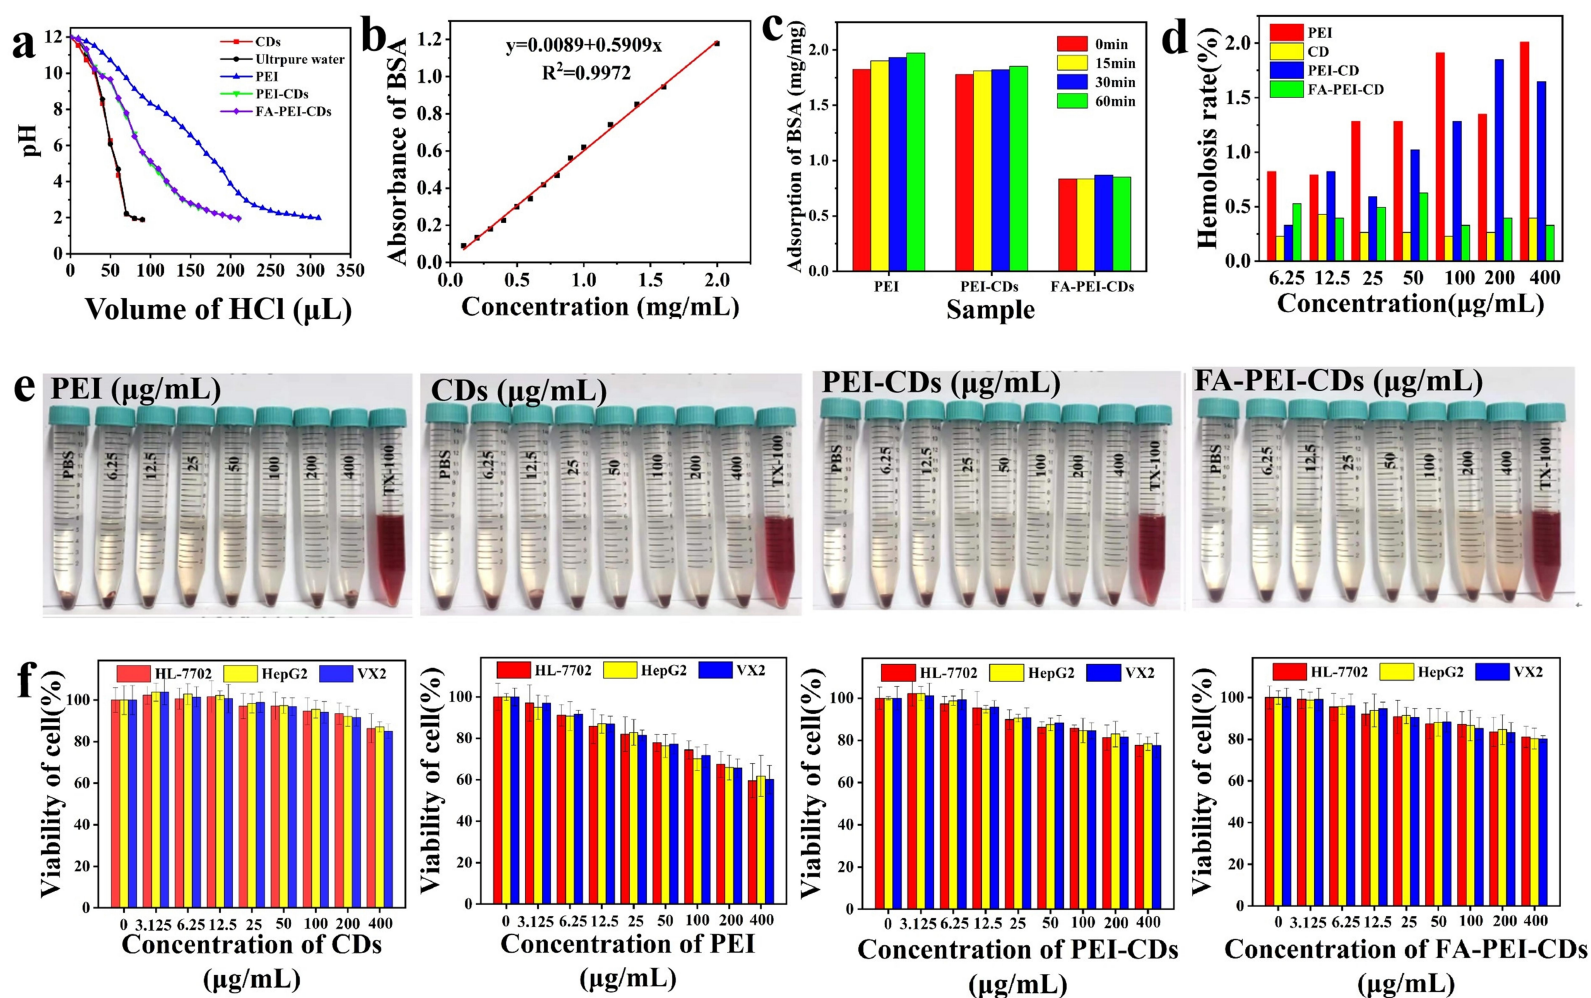 a
12
10
8
6
4
2
0
pH
CDs
Ultrpure water
PEI
PEI-CDs
FA-PEI-CDs
0 50 100 150 200 250 300 350
Volume of HCl (μL)
b
1.2
1.0
0.8
0.6
0.4
0.2
0.0
Absorbance of BSA
y=0.0089+0.5909x
R²=0.9972
0.0 0.5 1.0 1.5 2.0
Concentration (mg/mL)
c
2.0
1.5
1.0
0.5
0.0
Adsorption of BSA (mg/mg)
0min
15min
30min
60min
PEI PEI-CDs FA-PEI-CDs
Sample
d
2.0
1.5
1.0
0.5
0.0
Hemolosis rate(%)
PEI
CD
PEI-CD
FA-PEI-CD
6.25 12.5 25 50 100 200 400
Concentration(μg/mL)
e
PEI (μg/mL)
PBS 6.25 12.5 25 50 100 200 400 TX-100
CDs (μg/mL)
PBS 6.25 12.5 25 50 100 200 400 TX-100
PEI-CDs (μg/mL)
PBS 6.25 12.5 25 50 100 200 400 TX-100
FA-PEI-CDs (μg/mL)
PBS 6.25 12.5 25 50 100 200 400 TX-100
f
HL-7702 HepG2 VX2
100
80
60
40
20
0
Viability of cell(%)
0 3.125 6.25 12.5 25 50 100 200 400
Concentration of CDs
(μg/mL)
HL-7702 HepG2 VX2
100
80
60
40
20
0
Viability of cell(%)
0 3.125 6.25 12.5 25 50 100 200 400
Concentration of PEI
(μg/mL)
HL-7702 HepG2 VX2
100
80
60
40
20
0
Viability of cell(%)
0 3.125 6.25 12.5 25 50 100 200 400
Concentration of PEI-CDs
(μg/mL)
HL-7702 HepG2 VX2
100
80
60
40
20
0
Viability of cell(%)
0 3.125 6.25 12.5 25 50 100 200 400
Concentration of FA-PEI-CDs
(μg/mL)